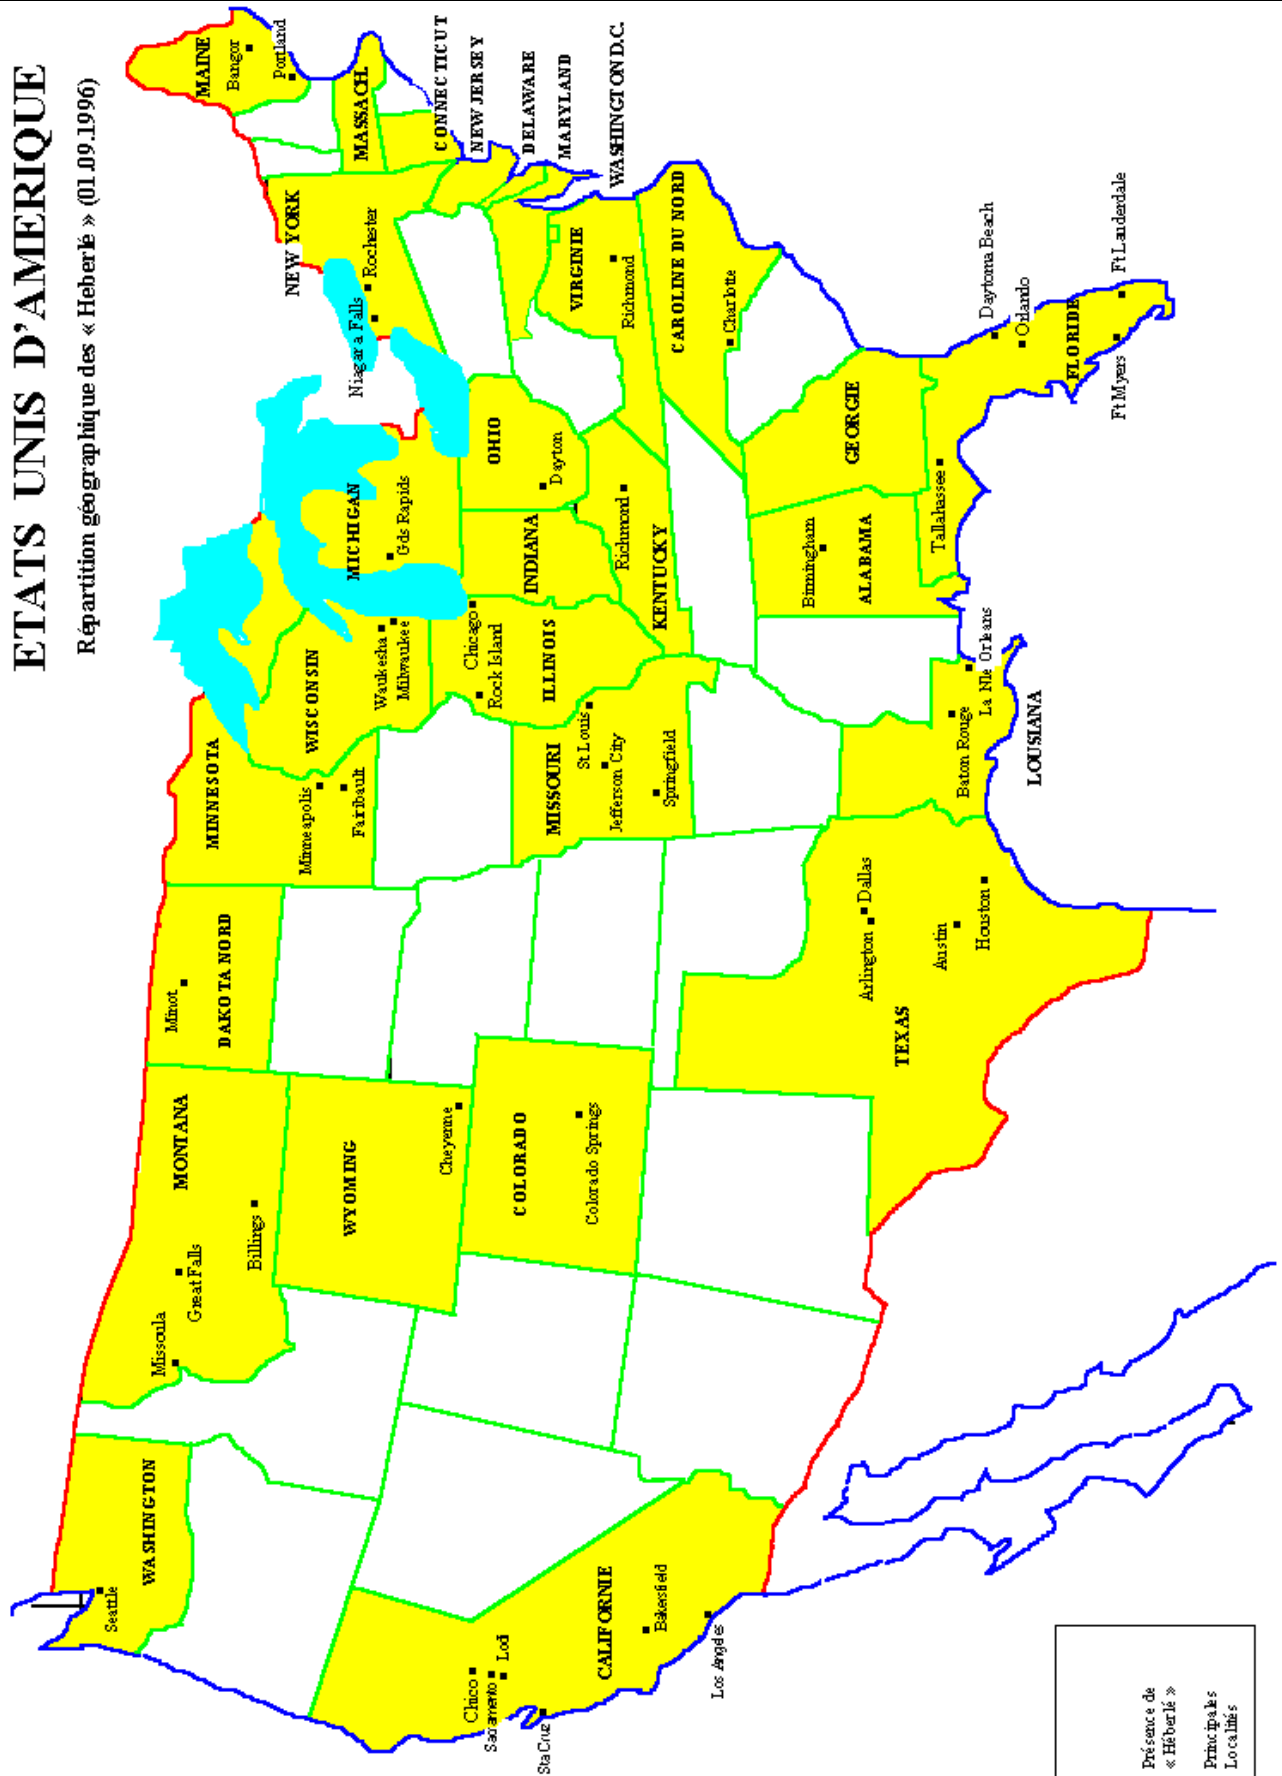 ETATS UNIS D'AMERIQUE
Répartition géographique des « Heberlé » (01.09.1996)
WASHINGTON
Seattle
MONTANA
Missoula
Great Falls
Billings
DAKOTA NORD
Minot
MINNESOTA
Minneapolis
Faribault
WISCONSIN
Waukesha
Milwaukee
MICHIGAN
Gds Rapids
NEW YORK
Niagara Falls
Rochester
MAINE
Bangor
Portland
MASSACH.
CONNECTICUT
NEW JERSEY
DELAWARE
MARYLAND
WASHINGTON D.C.
WYOMING
Cheyenne
COLORADO
Colorado Springs
CALIFORNIE
Chico
Sacramento
Lodi
Sta Cruz
Bakersfield
Los Angeles
MISSOURI
St Louis
Jefferson City
Springfield
ILLINOIS
Chicago
Rock Island
INDIANA
OHIO
Dayton
KENTUCKY
Richmond
VIRGINIE
Richmond
CAROLINE DU NORD
Charlotte
TEXAS
Arlington
Dallas
Austin
Houston
LOUSIANA
Baton Rouge
La Nle Orleans
ALABAMA
Birmingham
GEORGIE
FLORIDE
Tallahassee
Daytona Beach
Orlando
Ft Myers
Ft Lauderdale
Présence de
« Héberlé »
Principales
Localités